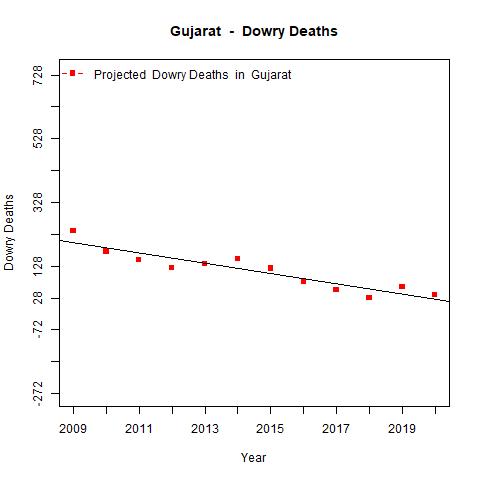 Gujarat - Dowry Deaths
Projected Dowry Deaths in Gujarat
728
528
328
128
28
-72
-272
Dowry Deaths
2009 2011 2013 2015 2017 2019
Year